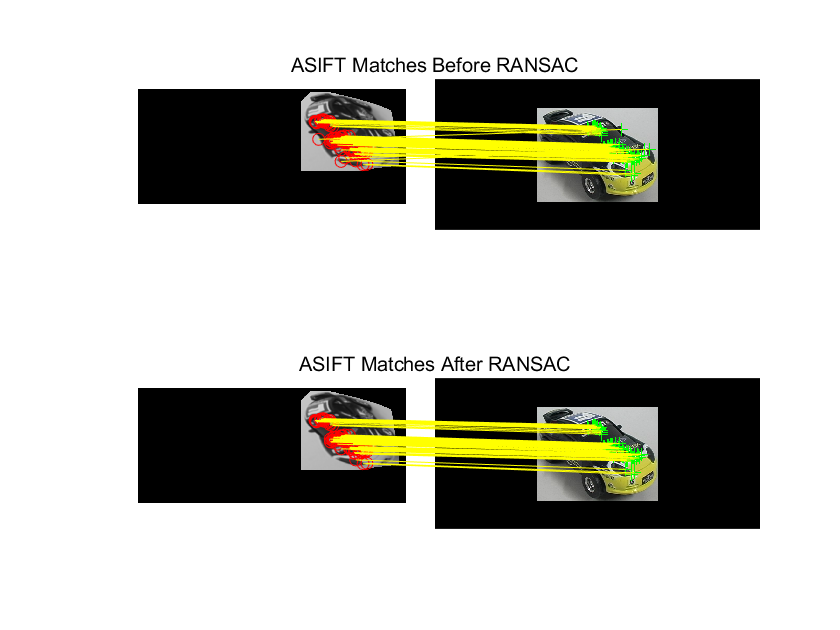 ASIFT Matches Before RANSAC
ASIFT Matches After RANSAC